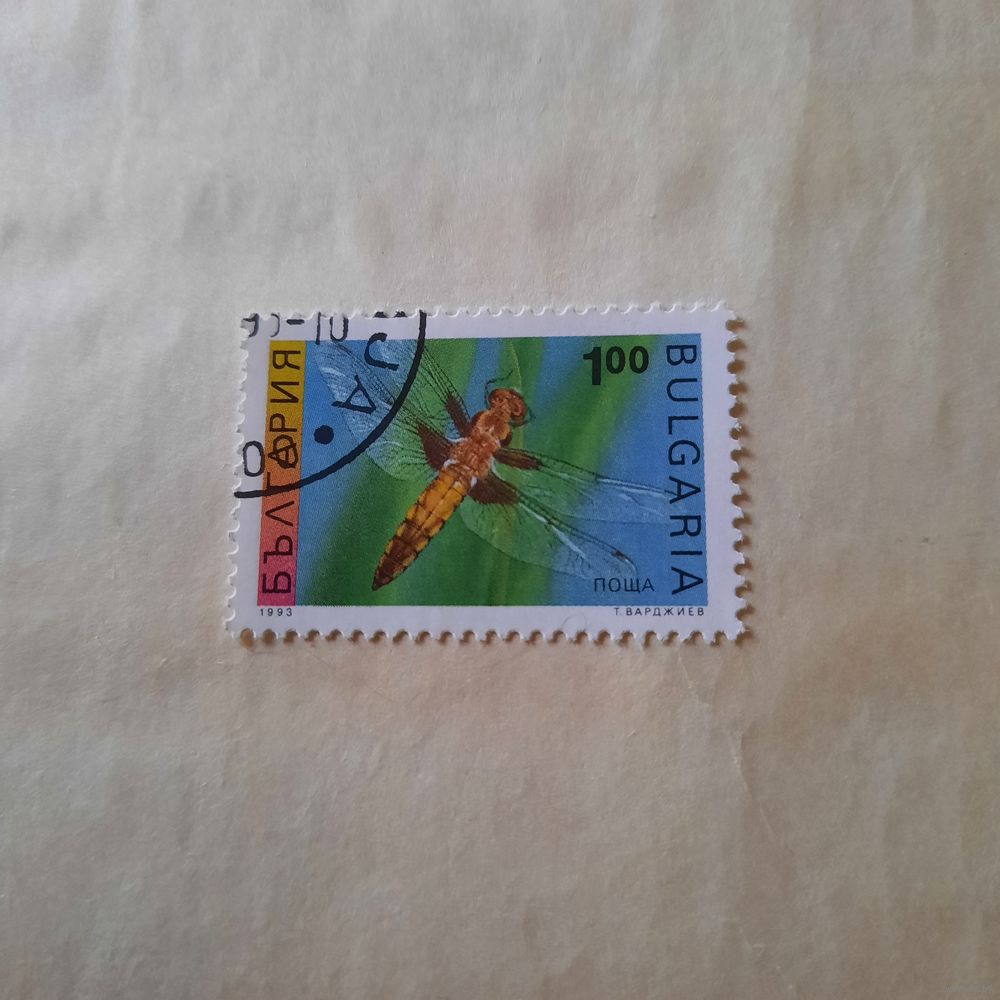 БЪЛГАРИЯ
1.00
BULGARIA
ПОЩА
1993
Т. ВАРДЖИЕВ